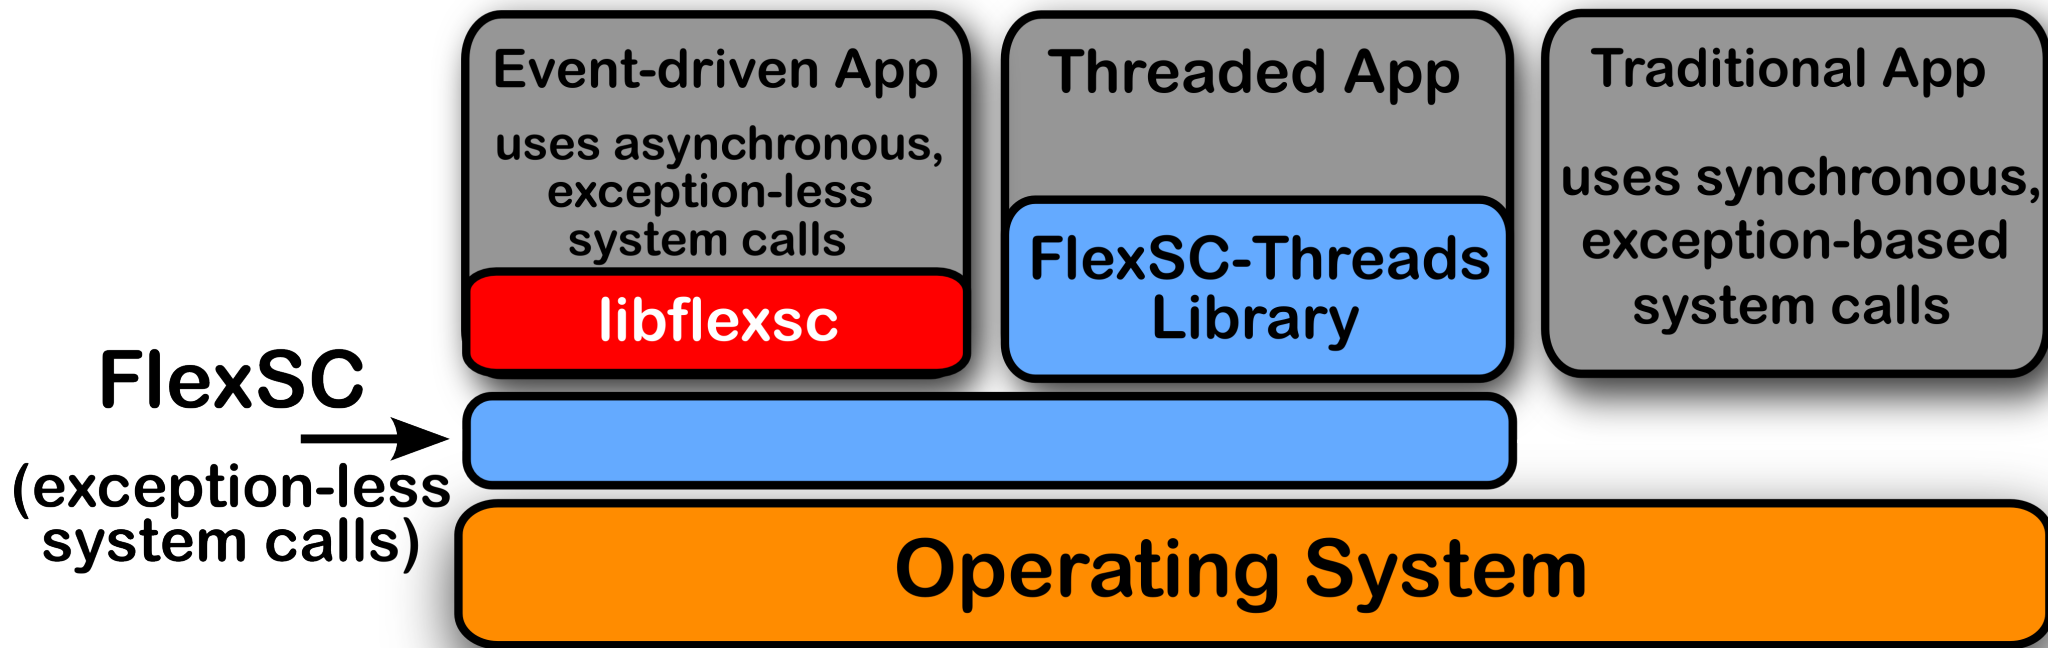 Event-driven App
uses asynchronous,
exception-less
system calls
libflexsc
Threaded App
FlexSC-Threads
Library
Traditional App
uses synchronous,
exception-based
system calls
FlexSC
(exception-less
system calls)
Operating System